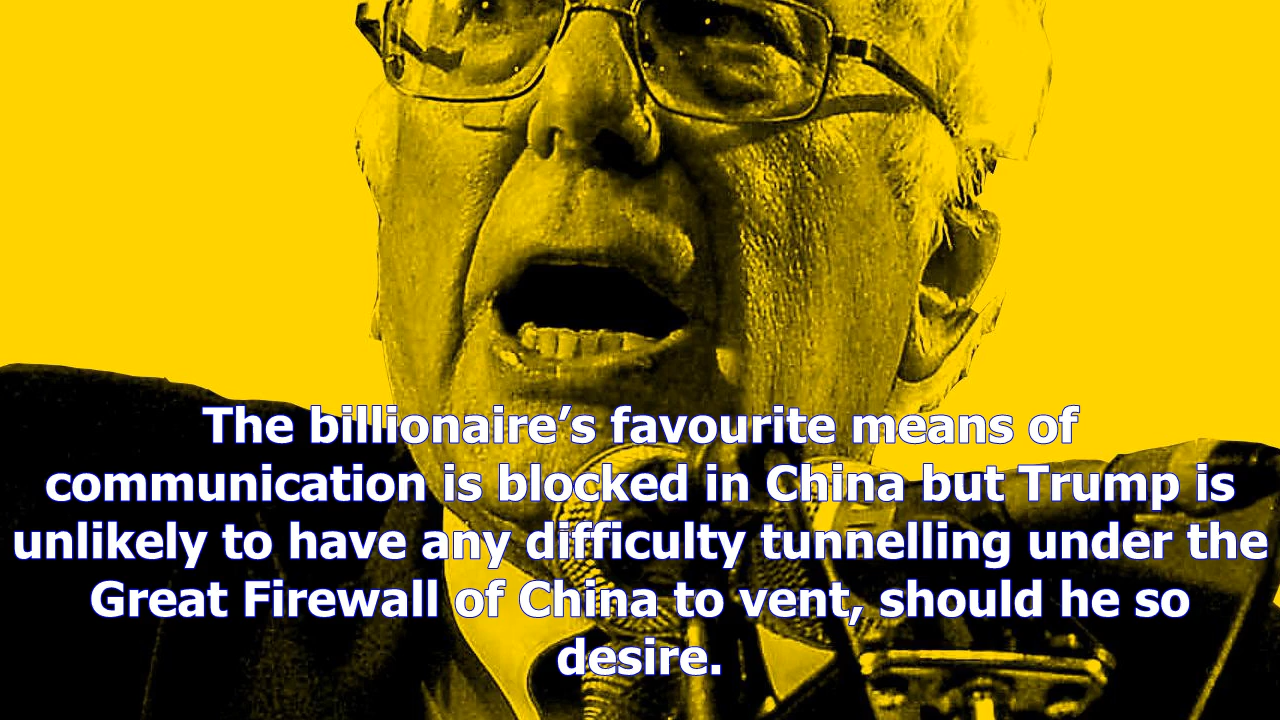 The billionaire’s favourite means of
communication is blocked in China but Trump is
unlikely to have any difficulty tunnelling under the
Great Firewall of China to vent, should he so
desire.